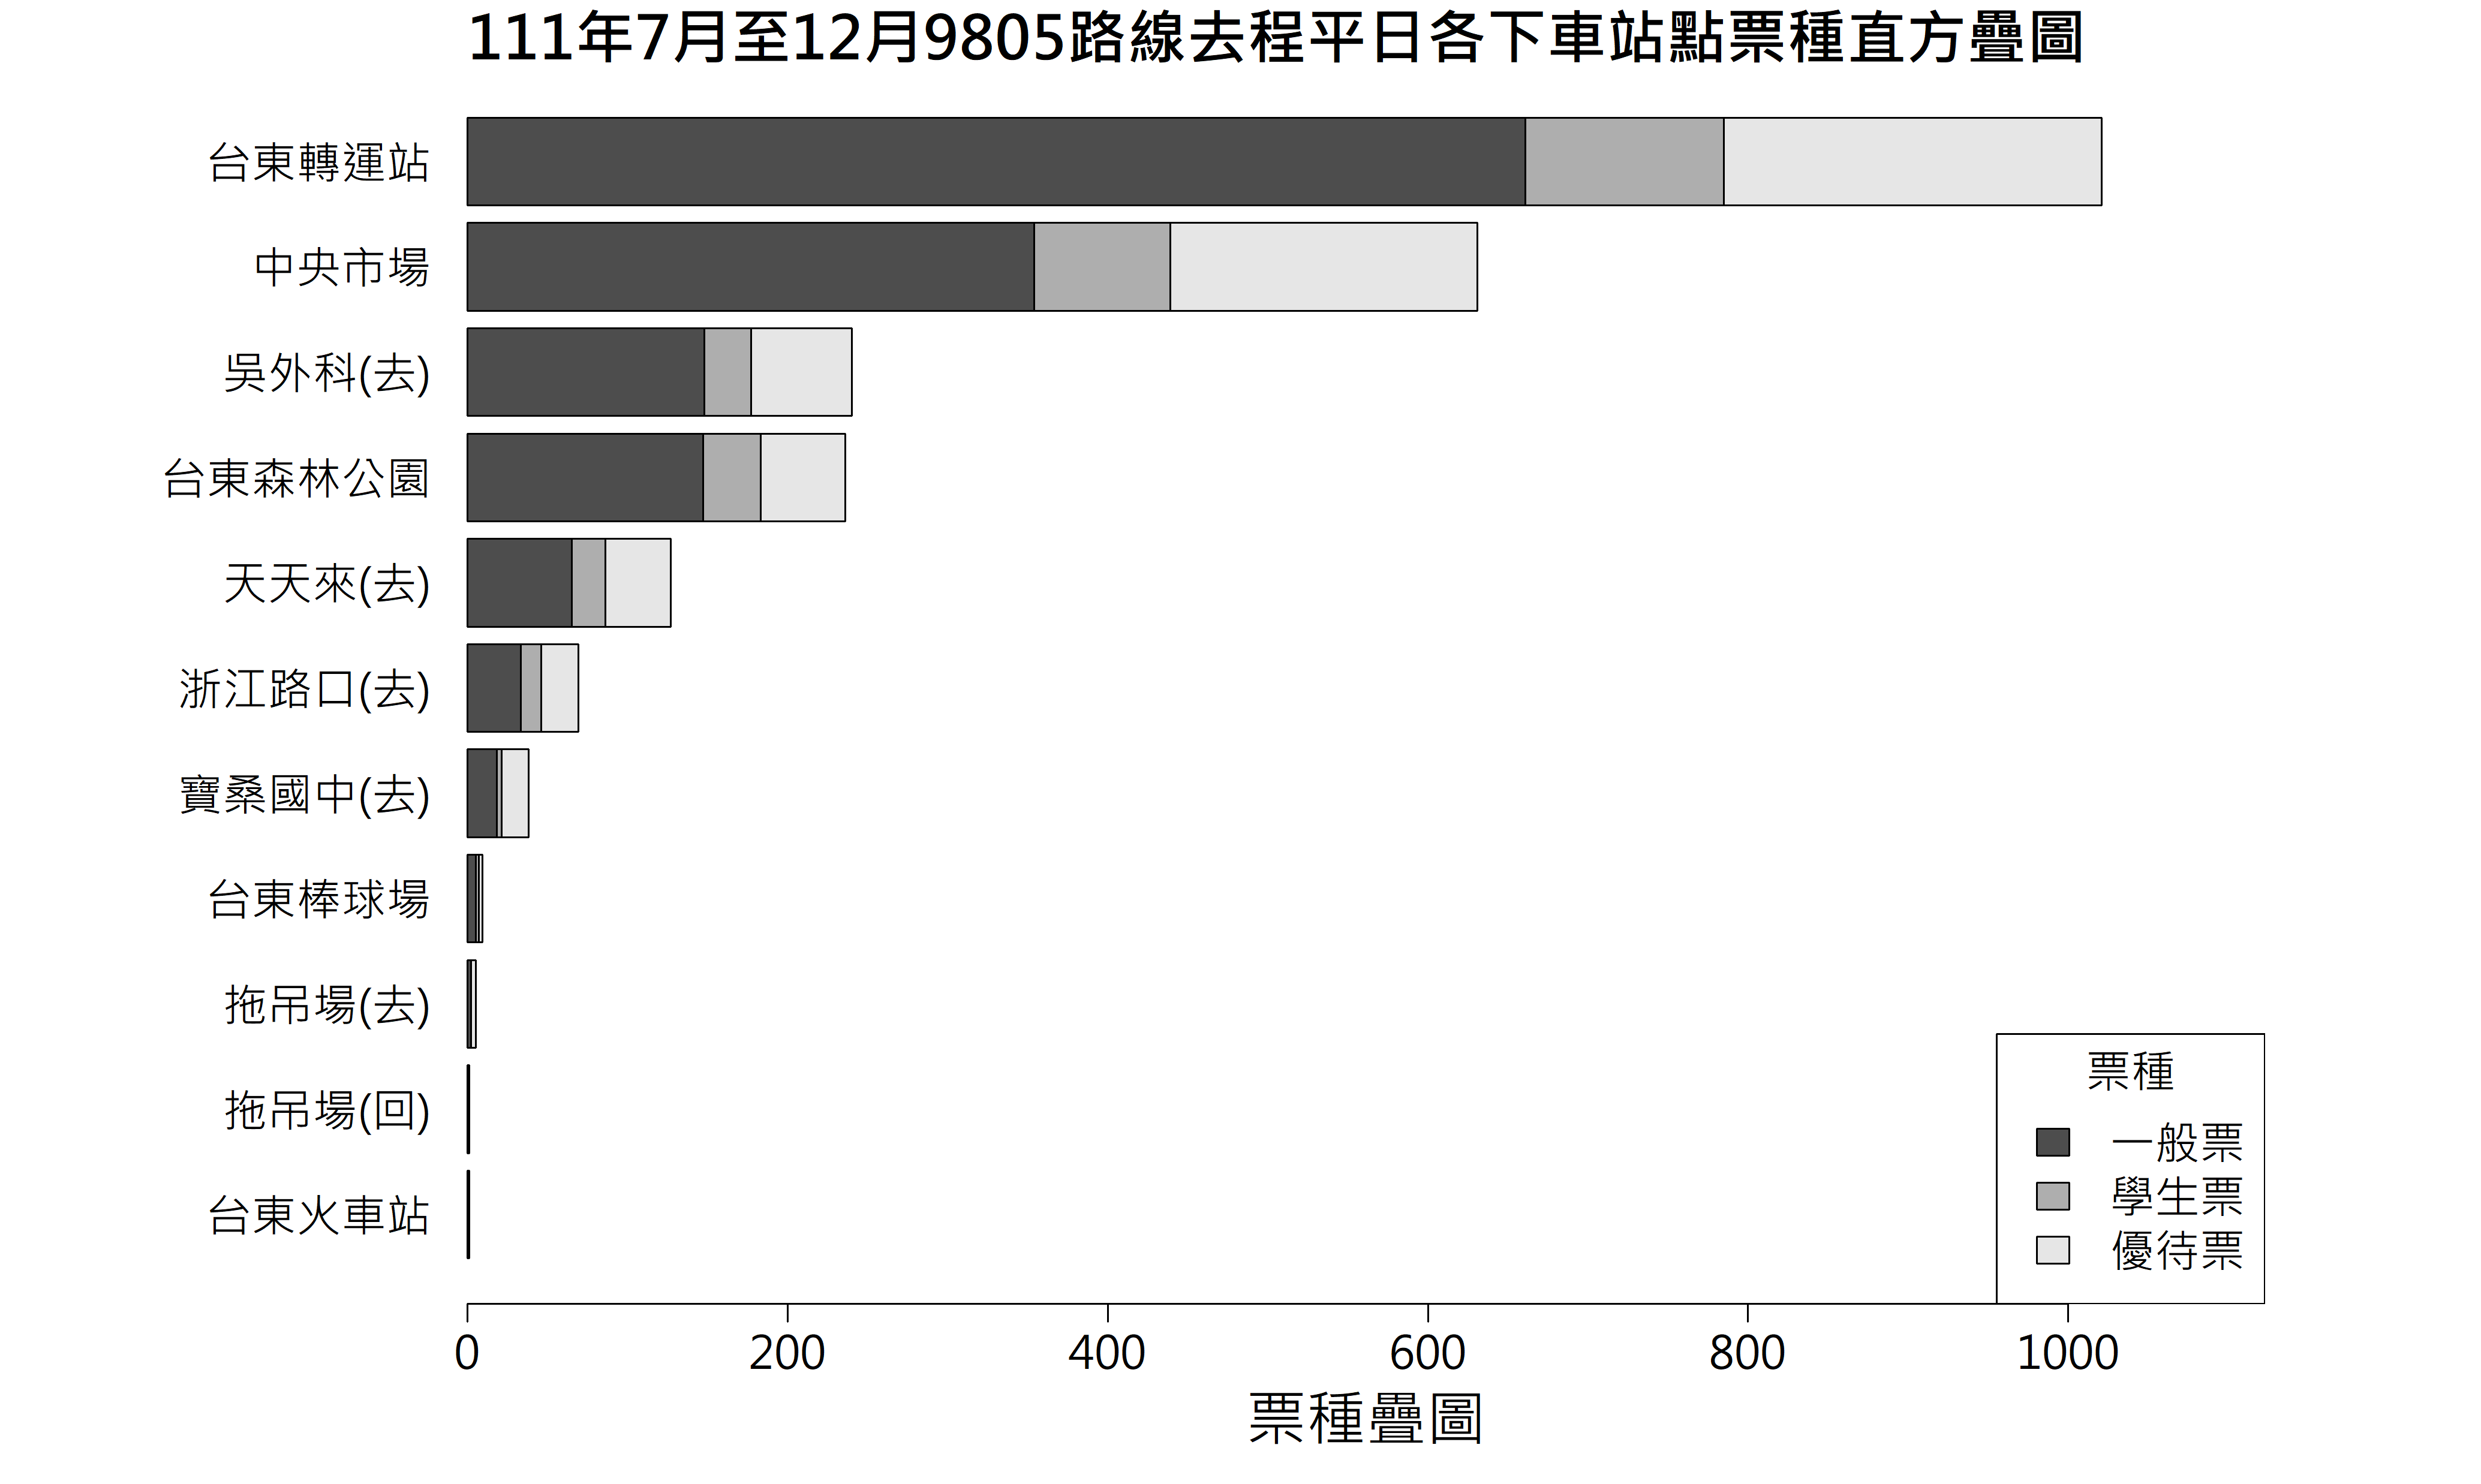 111年7月至12月9805路線去程平日各下車站點票種直方疊圖
台東轉運站
中央市場
吳外科(去)
台東森林公園
天天來(去)
浙江路口(去)
寶桑國中(去)
台東棒球場
拖吊場(去)
拖吊場(回)
台東火車站
票種
一般票
學生票
優待票
0 200 400 600 800 1000
票種疊圖